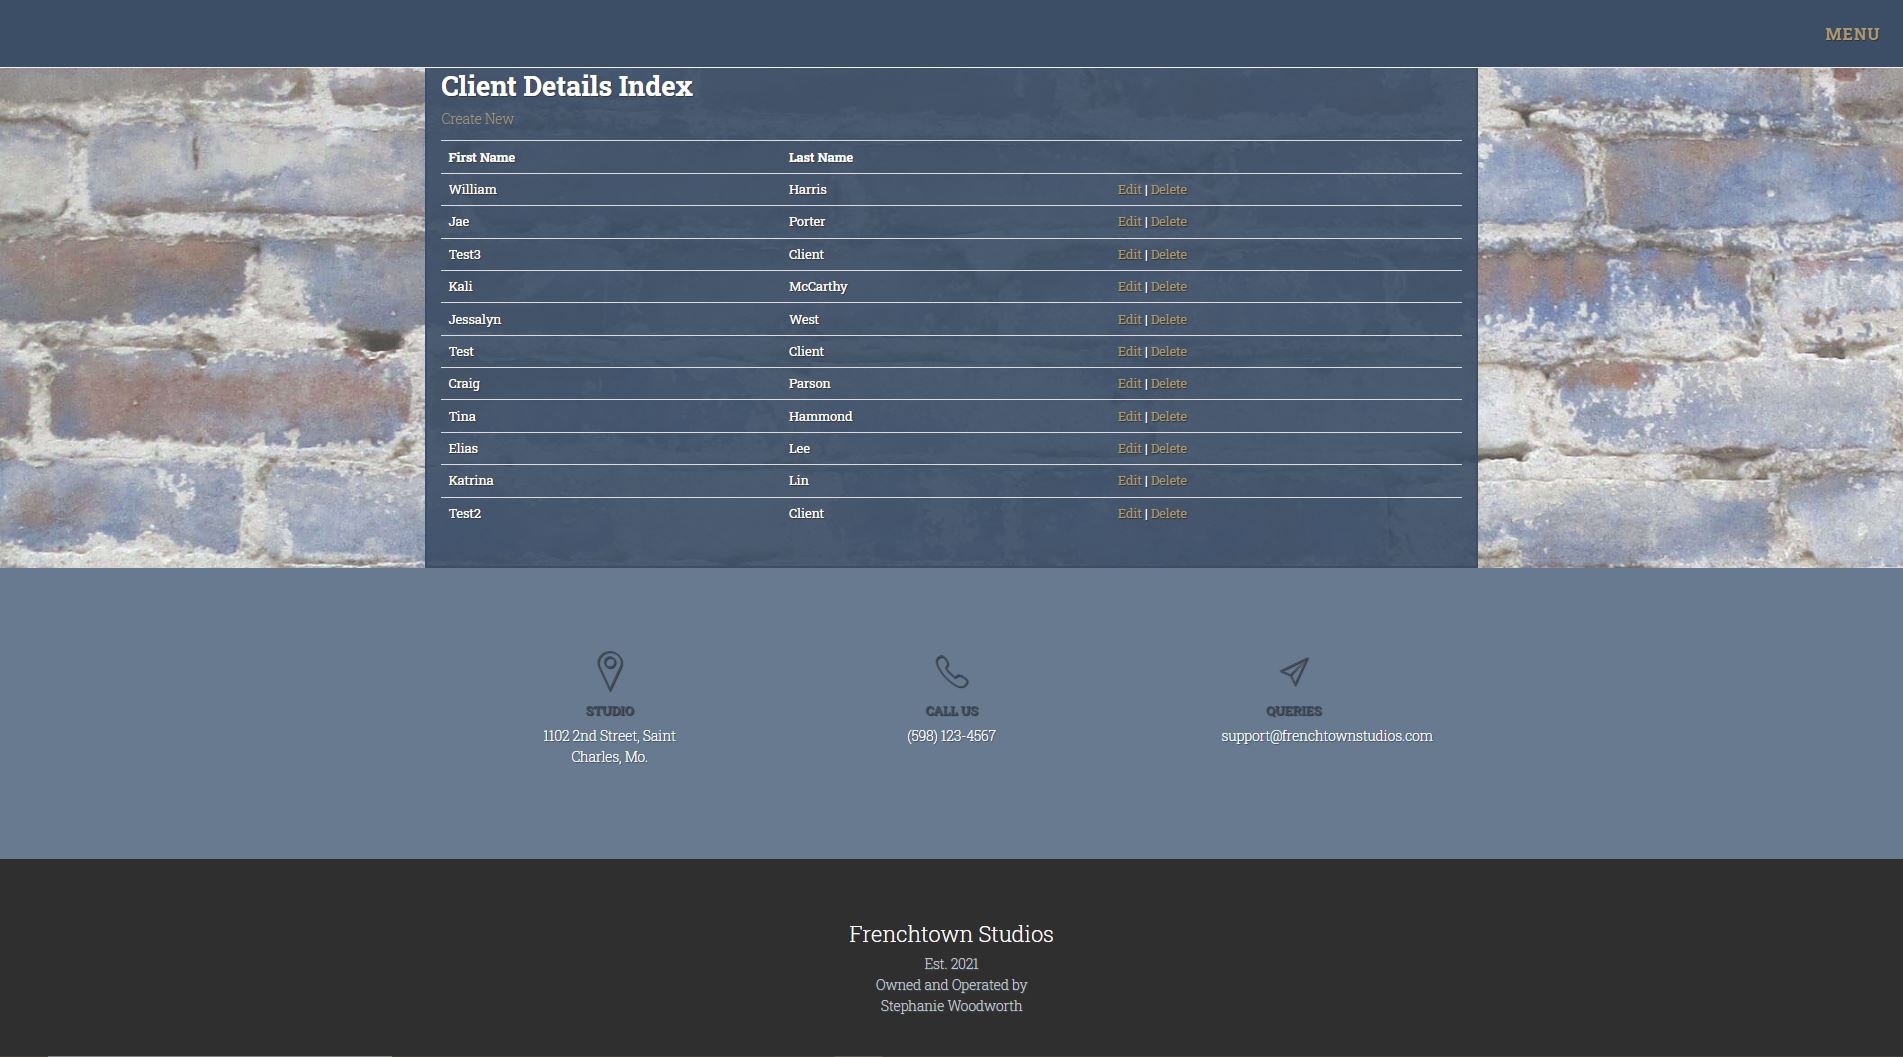 MENU
Client Details Index
Create New
First Name Last Name
William Harris Edit | Delete
Jae Porter Edit | Delete
Test3 Client Edit | Delete
Kali McCarthy Edit | Delete
Jessalyn West Edit | Delete
Test Client Edit | Delete
Craig Parson Edit | Delete
Tina Hammond Edit | Delete
Elias Lee Edit | Delete
Katrina Lin Edit | Delete
Test2 Client Edit | Delete
STUDIO
1102 2nd Street, Saint
Charles, Mo.
CALL US
(598) 123-4567
QUERIES
support@frenchtownstudios.com
Frenchtown Studios
Est. 2021
Owned and Operated by
Stephanie Woodworth